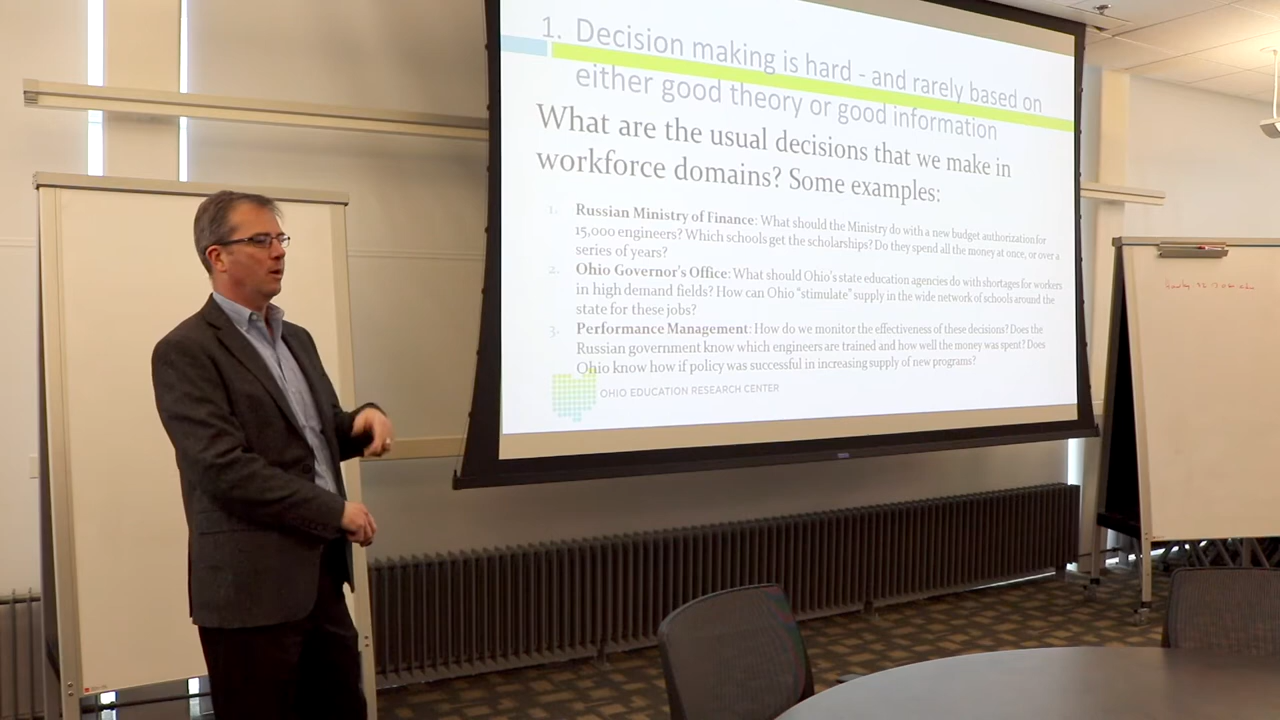 1. Decision making is hard - and rarely based on
either good theory or good information
What are the usual decisions that we make in
workforce domains? Some examples:
1. Russian Ministry of Finance: What should the Ministry do with a new budget authorization for
15,000 engineers? Which schools get the scholarships? Do they spend all the money at once, or over a
series of years?
2. Ohio Governor's Office: What should Ohio's state education agencies do with shortages for workers
in high demand fields? How can Ohio "stimulate" supply in the wide network of schools around the
state for these jobs?
3. Performance Management: How do we monitor the effectiveness of these decisions? Does the
Russian government know which engineers are trained and how well the money was spent? Does
Ohio know how if policy was successful in increasing supply of new programs?
OHIO EDUCATION RESEARCH CENTER